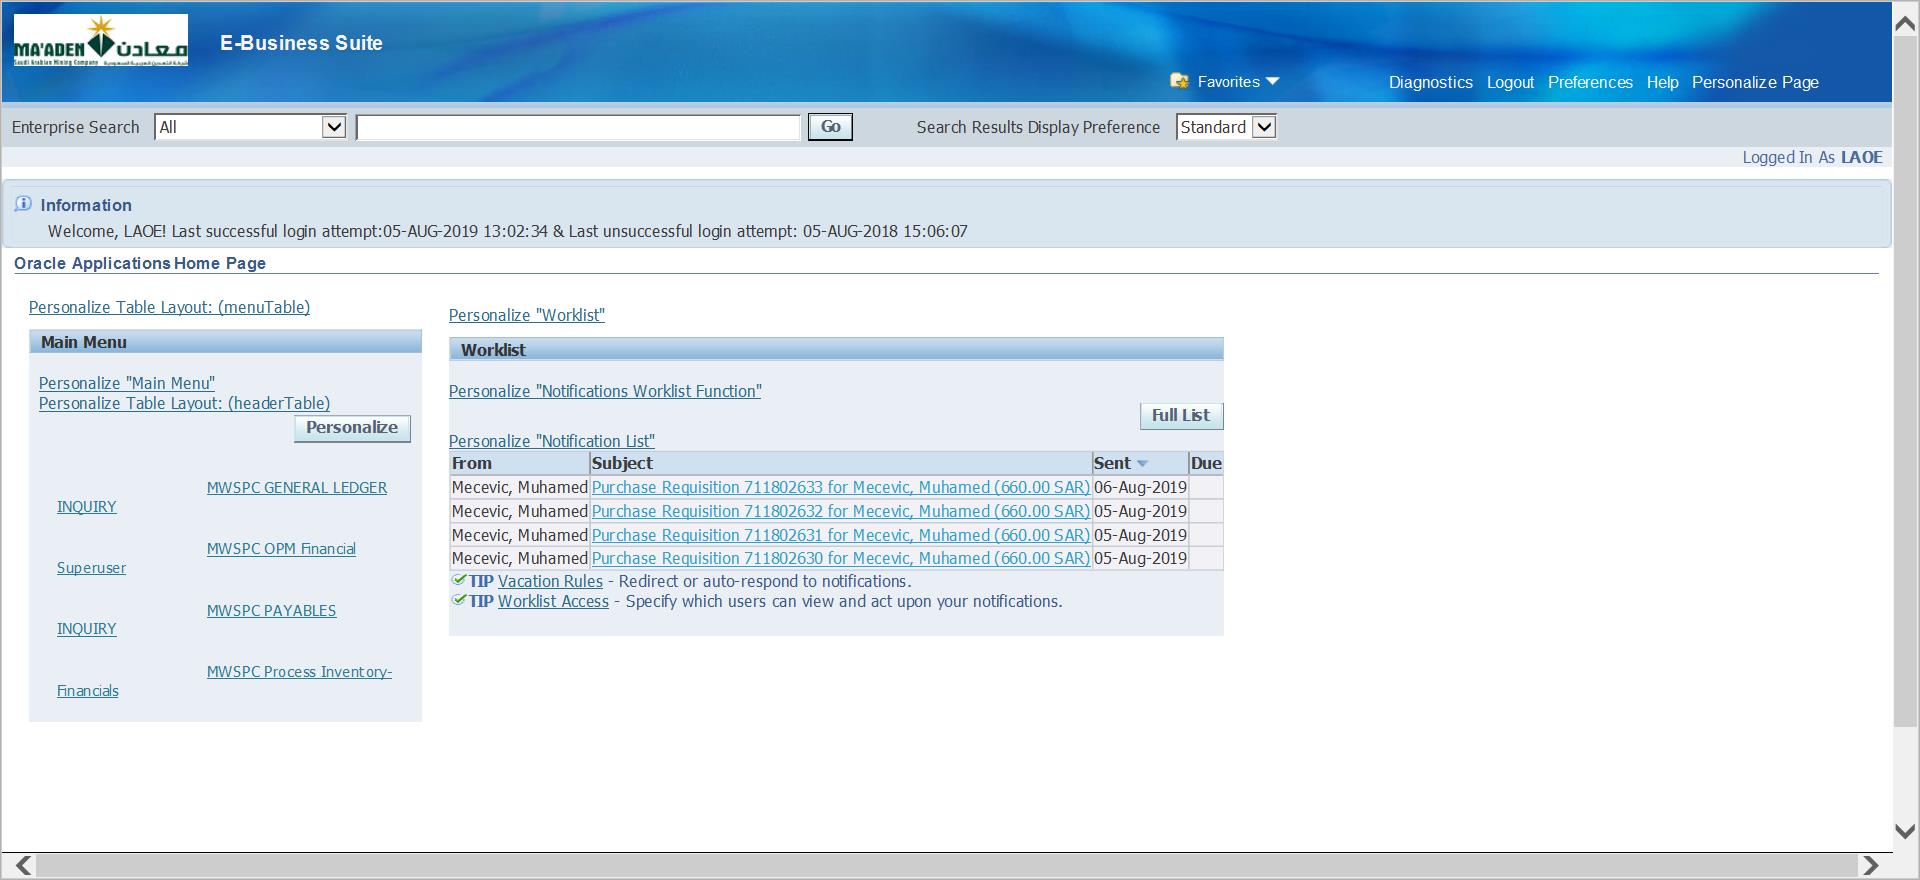 MA'ADEN معادن
Saudi Arabian Mining Company شركة التعدين العربية السعودية
E-Business Suite
Favorites
Diagnostics Logout Preferences Help Personalize Page
Enterprise Search All Go Search Results Display Preference Standard
Logged In As LAOE
Information
Welcome, LAOE! Last successful login attempt:05-AUG-2019 13:02:34 & Last unsuccessful login attempt: 05-AUG-2018 15:06:07
Oracle Applications Home Page
Personalize Table Layout: (menuTable)
Main Menu
Personalize "Main Menu"
Personalize Table Layout: (headerTable)
Personalize
MWSPC GENERAL LEDGER
INQUIRY
MWSPC OPM Financial
Superuser
MWSPC PAYABLES
INQUIRY
MWSPC Process Inventory-
Financials
Personalize "Worklist"
Worklist
Personalize "Notifications Worklist Function"
Full List
Personalize "Notification List"
From Subject Sent Due
Mecevic, Muhamed Purchase Requisition 711802633 for Mecevic, Muhamed (660.00 SAR) 06-Aug-2019
Mecevic, Muhamed Purchase Requisition 711802632 for Mecevic, Muhamed (660.00 SAR) 05-Aug-2019
Mecevic, Muhamed Purchase Requisition 711802631 for Mecevic, Muhamed (660.00 SAR) 05-Aug-2019
Mecevic, Muhamed Purchase Requisition 711802630 for Mecevic, Muhamed (660.00 SAR) 05-Aug-2019
TIP Vacation Rules - Redirect or auto-respond to notifications.
TIP Worklist Access - Specify which users can view and act upon your notifications.